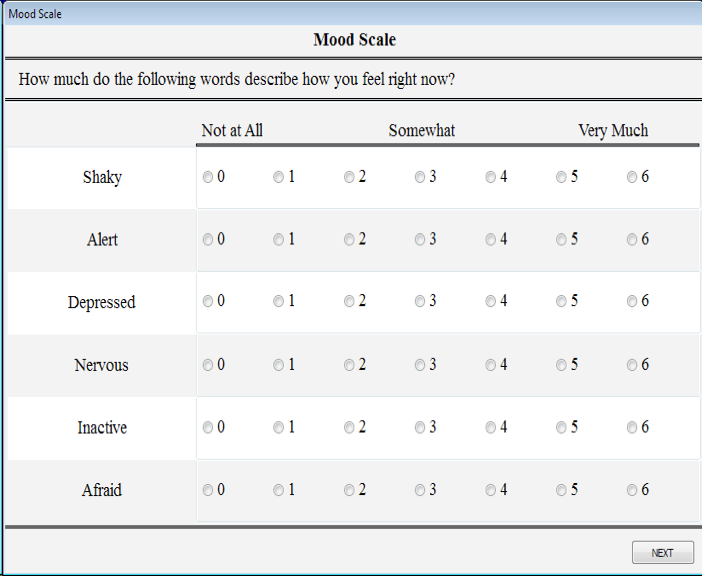 Mood Scale
Mood Scale
How much do the following words describe how you feel right now?
Not at All Somewhat Very Much
Shaky 0 1 2 3 4 5 6
Alert 0 1 2 3 4 5 6
Depressed 0 1 2 3 4 5 6
Nervous 0 1 2 3 4 5 6
Inactive 0 1 2 3 4 5 6
Afraid 0 1 2 3 4 5 6
NEXT